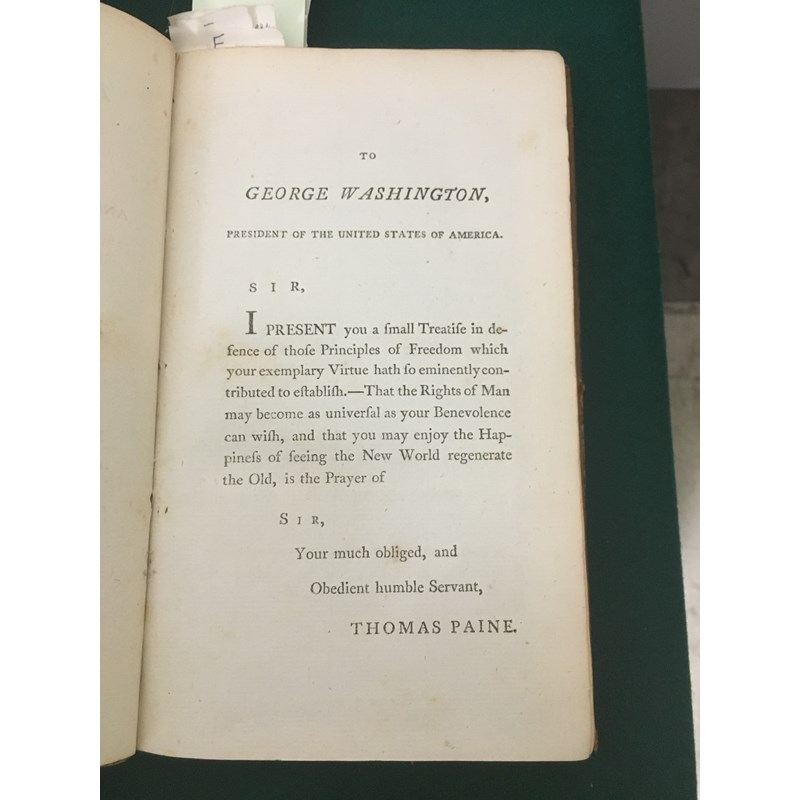 E
TO
GEORGE WASHINGTON,
PRESIDENT OF THE UNITED STATES OF AMERICA.
S I R,
I PRESENT you a ſmall Treatiſe in de-
fence of thoſe Principles of Freedom which
your exemplary Virtue hath ſo eminently con-
tributed to eſtabliſh.—That the Rights of Man
may become as univerſal as your Benevolence
can wiſh, and that you may enjoy the Hap-
pineſs of ſeeing the New World regenerate
the Old, is the Prayer of
S I R,
Your much obliged, and
Obedient humble Servant,
THOMAS PAINE.